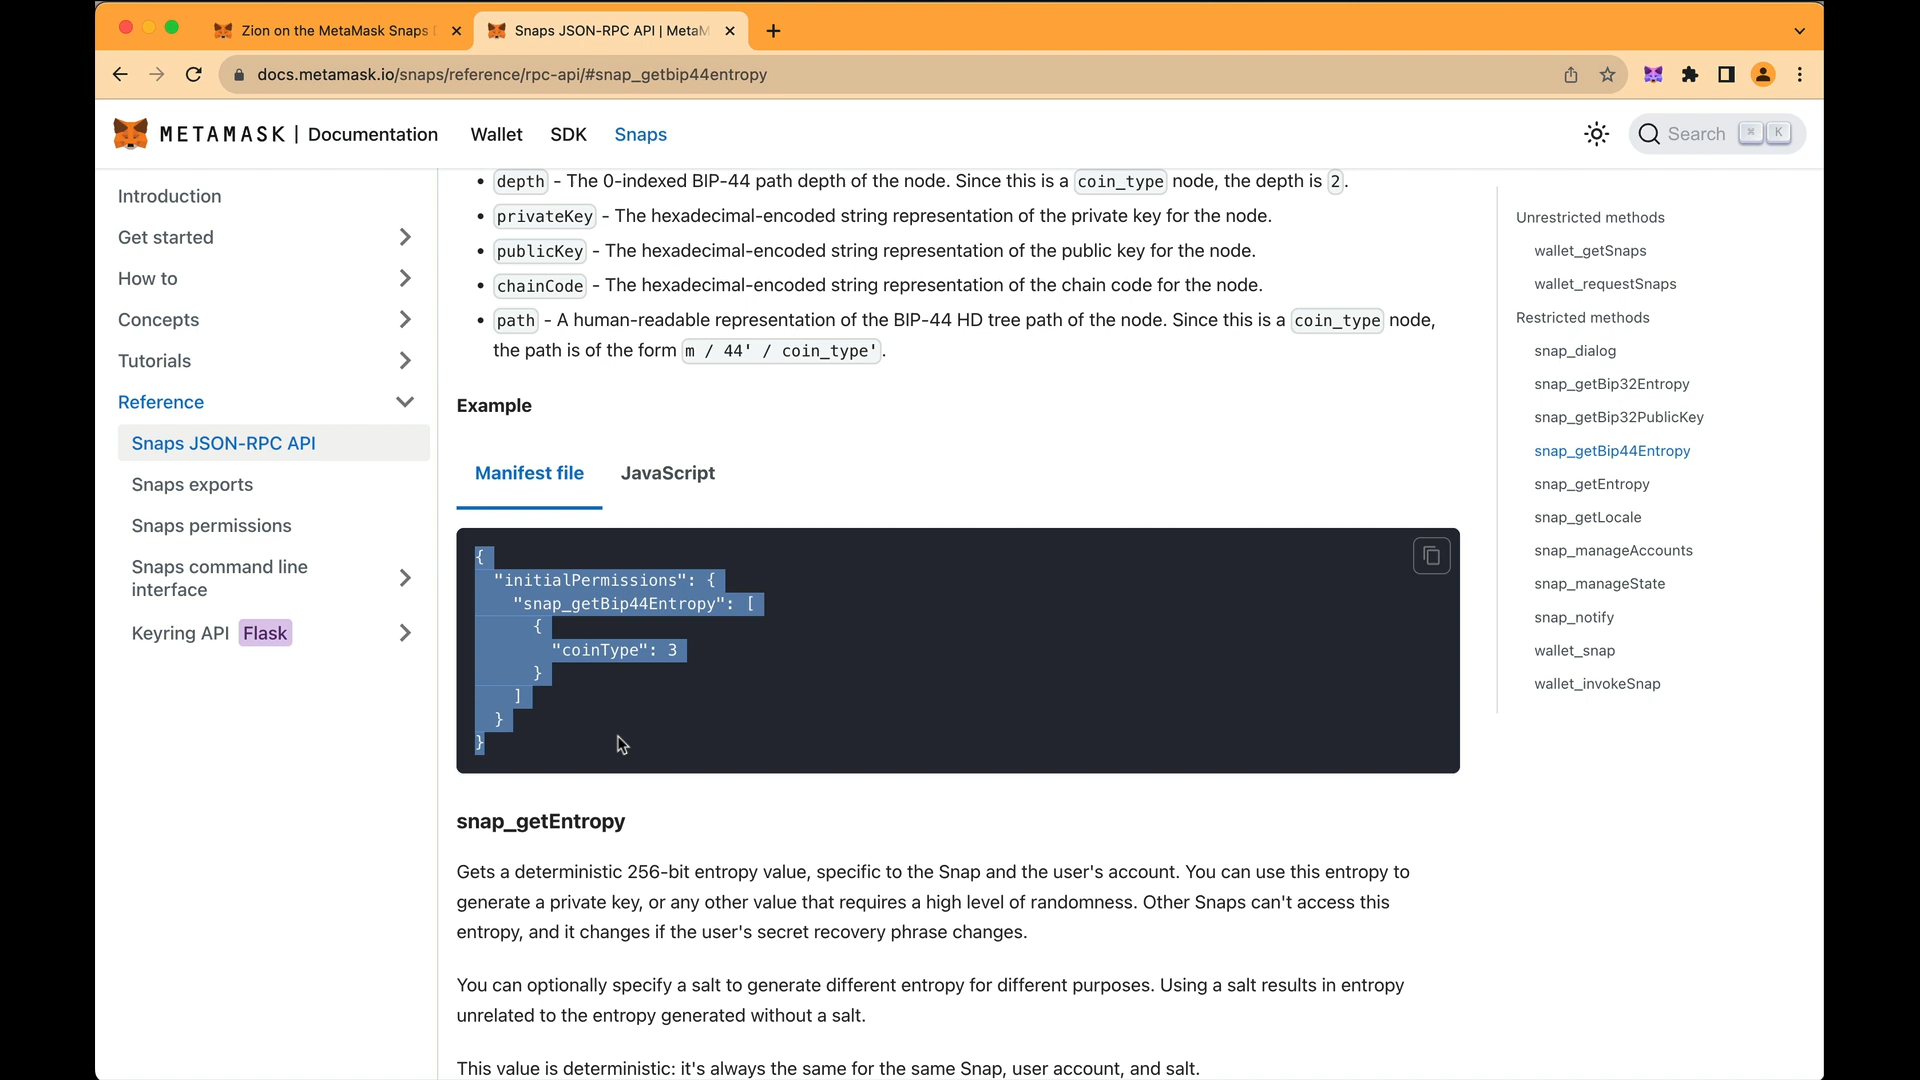 Zion on the MetaMask Snaps
Snaps JSON-RPC API | MetaM
docs.metamask.io/snaps/reference/rpc-api/#snap_getbip44entropy
METAMASK | Documentation
Wallet
SDK
Snaps
Search
⌘ K
Introduction
Get started
How to
Concepts
Tutorials
Reference
Snaps JSON-RPC API
Snaps exports
Snaps permissions
Snaps command line
interface
Keyring API Flask
• depth - The 0-indexed BIP-44 path depth of the node. Since this is a coin_type node, the depth is 2.
• privateKey - The hexadecimal-encoded string representation of the private key for the node.
• publicKey - The hexadecimal-encoded string representation of the public key for the node.
• chainCode - The hexadecimal-encoded string representation of the chain code for the node.
• path - A human-readable representation of the BIP-44 HD tree path of the node. Since this is a coin_type node,
the path is of the form m / 44' / coin_type'.
Example
Manifest file
JavaScript
{
"initialPermissions": {
"snap_getBip44Entropy": [
{
"coinType": 3
}
]
}
}
snap_getEntropy
Gets a deterministic 256-bit entropy value, specific to the Snap and the user's account. You can use this entropy to
generate a private key, or any other value that requires a high level of randomness. Other Snaps can't access this
entropy, and it changes if the user's secret recovery phrase changes.
You can optionally specify a salt to generate different entropy for different purposes. Using a salt results in entropy
unrelated to the entropy generated without a salt.
This value is deterministic: it's always the same for the same Snap, user account, and salt.
Unrestricted methods
wallet_getSnaps
wallet_requestSnaps
Restricted methods
snap_dialog
snap_getBip32Entropy
snap_getBip32PublicKey
snap_getBip44Entropy
snap_getEntropy
snap_getLocale
snap_manageAccounts
snap_manageState
snap_notify
wallet_snap
wallet_invokeSnap